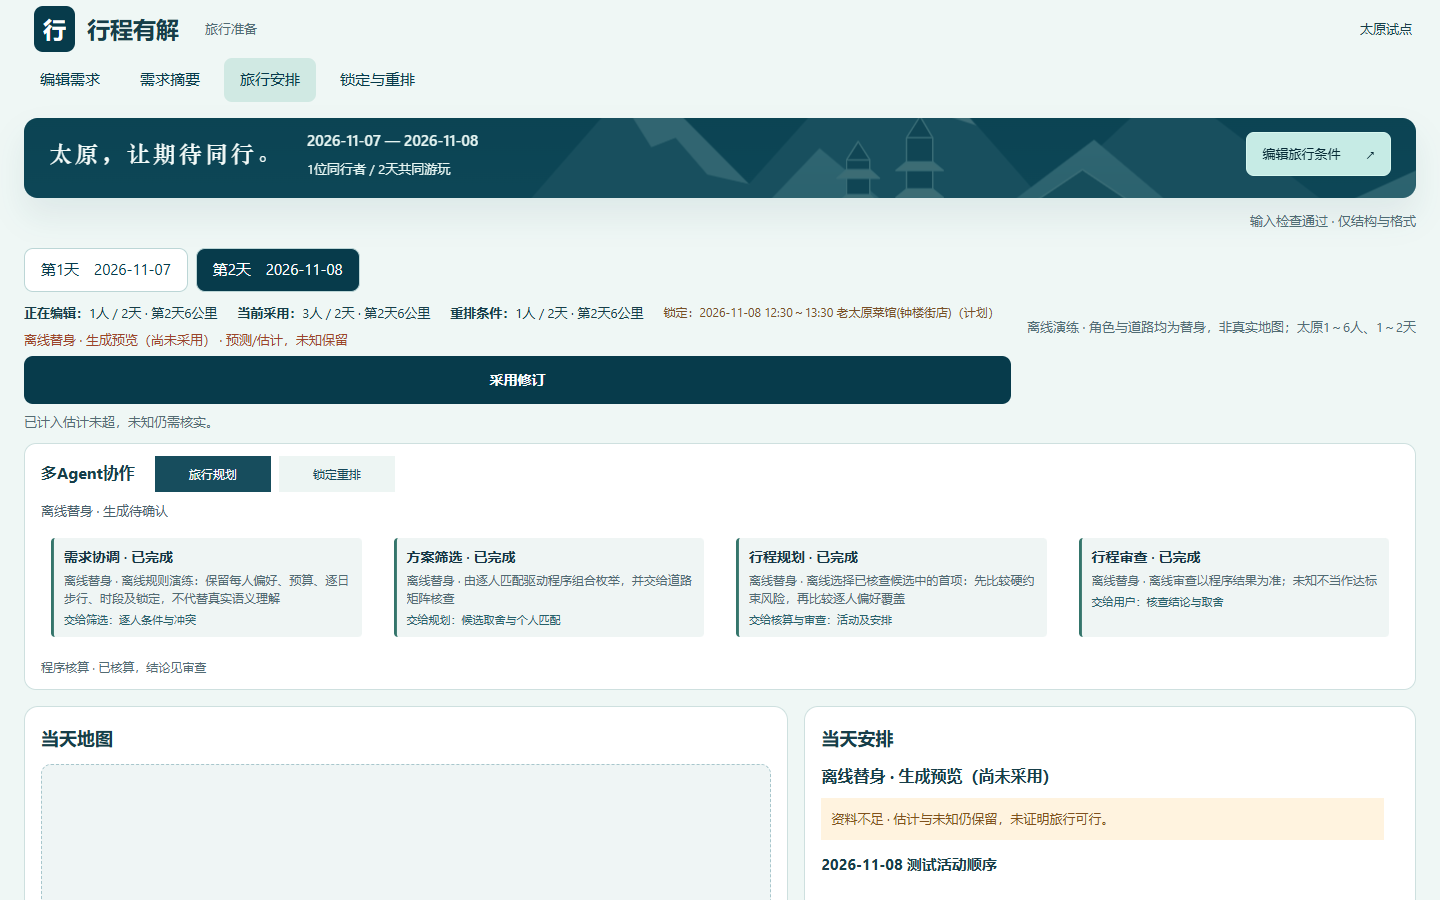 行 行程有解 旅行准备 太原试点
编辑需求 需求摘要 旅行安排 锁定与重排
太原，让期待同行。
2026-11-07 — 2026-11-08
1位同行者 / 2天共同游玩
编辑旅行条件 ↗
输入检查通过 · 仅结构与格式
第1天 2026-11-07 第2天 2026-11-08
正在编辑：1人 / 2天 · 第2天6公里 当前采用：3人 / 2天 · 第2天6公里 重排条件：1人 / 2天 · 第2天6公里 锁定：2026-11-08 12:30～13:30 老太原菜馆(钟楼街店)（计划）
离线替身 · 生成预览（尚未采用） · 预测/估计，未知保留
离线演练 · 角色与道路均为替身，非真实地图；太原1～6人、1～2天
采用修订
已计入估计未超，未知仍需核实。
多Agent协作 旅行规划 锁定重排
离线替身 · 生成待确认
需求协调 · 已完成
离线替身 · 离线规则演练：保留每人偏好、预算、逐日
步行、时段及锁定，不代替真实语义理解
交给筛选：逐人条件与冲突
方案筛选 · 已完成
离线替身 · 由逐人匹配驱动程序组合枚举，并交给道路
矩阵核查
交给规划：候选取舍与个人匹配
行程规划 · 已完成
离线替身 · 离线选择已核查候选中的首项：先比较硬约
束风险，再比较逐人偏好覆盖
交给核算与审查：活动及安排
行程审查 · 已完成
离线替身 · 离线审查以程序结果为准；未知不当作达标
交给用户：核查结论与取舍
程序核算 · 已核算，结论见审查
当天地图
当天安排
离线替身 · 生成预览（尚未采用）
资料不足 · 估计与未知仍保留，未证明旅行可行。
2026-11-08 测试活动顺序